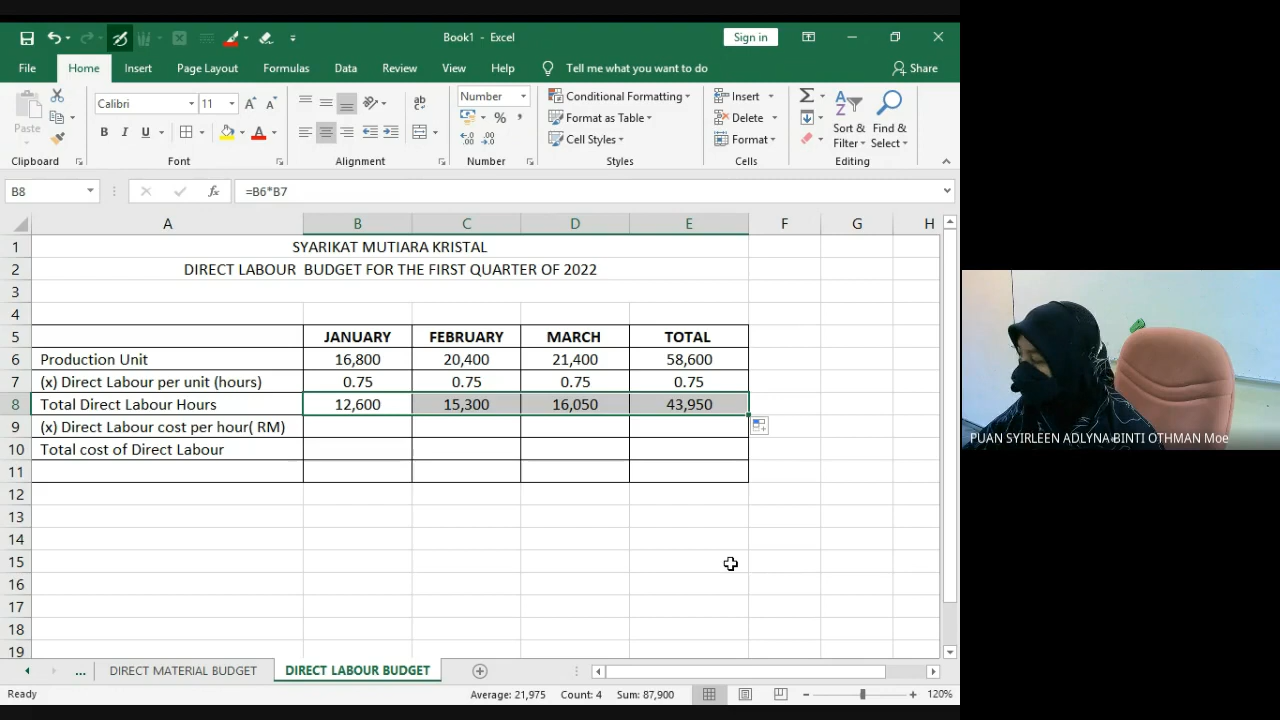 Book1 - Excel
Sign in
File Home Insert Page Layout Formulas Data Review View Help Tell me what you want to do Share
Paste
Calibri 11
ab
Number
Conditional Formatting
Format as Table
Cell Styles
Insert
Delete
Format
Sort & Filter
Find & Select
Clipboard Font Alignment Number Styles Cells Editing
B8 fx =B6*B7
A B C D E F G H
1 SYARIKAT MUTIARA KRISTAL
2 DIRECT LABOUR BUDGET FOR THE FIRST QUARTER OF 2022
3
4
5 JANUARY FEBRUARY MARCH TOTAL
6 Production Unit 16,800 20,400 21,400 58,600
7 (x) Direct Labour per unit (hours) 0.75 0.75 0.75 0.75
8 Total Direct Labour Hours 12,600 15,300 16,050 43,950
9 (x) Direct Labour cost per hour( RM)
10 Total cost of Direct Labour
11
12
13
14
15
16
17
18
19
... DIRECT MATERIAL BUDGET DIRECT LABOUR BUDGET
Ready Average: 21,975 Count: 4 Sum: 87,900 120%
PUAN SYIRLEEN ADLYNA BINTI OTHMAN Moe